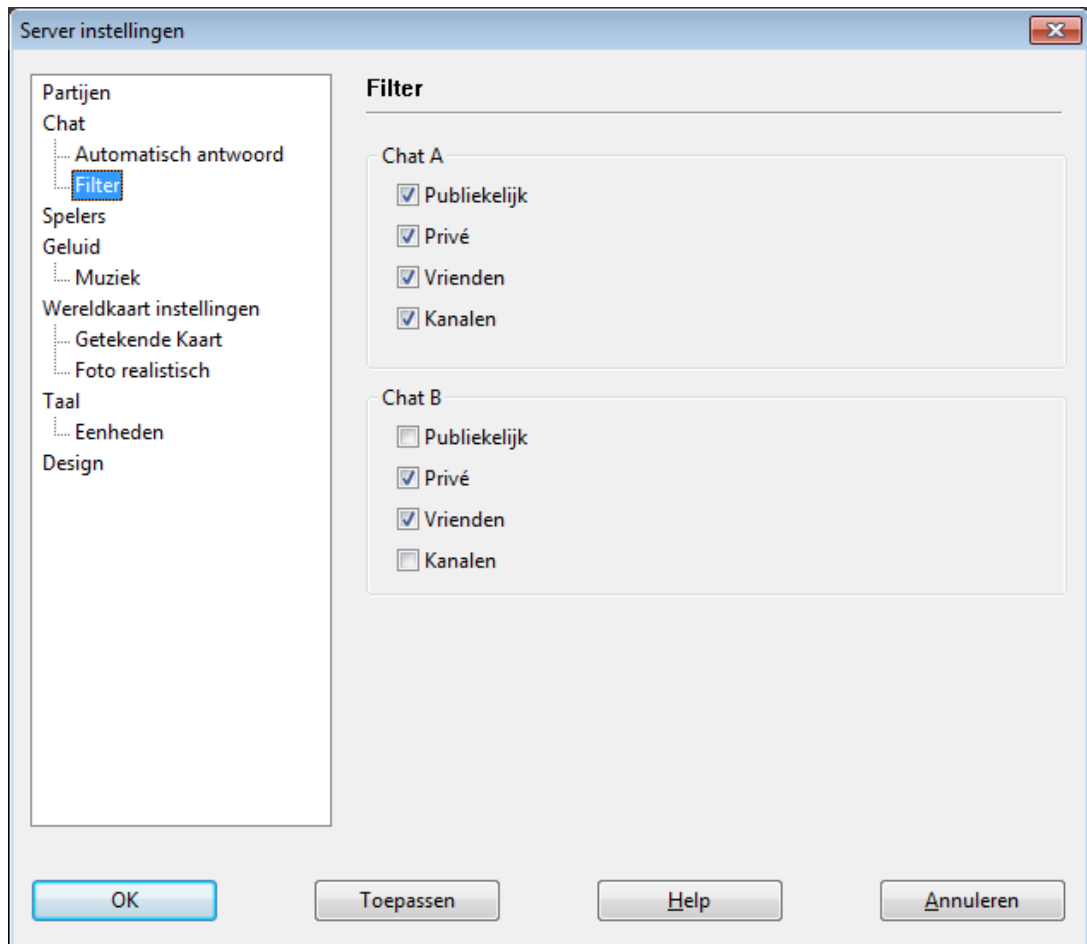 Server instellingen
Partijen
Chat
Automatisch antwoord
Filter
Spelers
Geluid
Muziek
Wereldkaart instellingen
Getekende Kaart
Foto realistisch
Taal
Eenheden
Design
Filter
Chat A
Publiekelijk
Privé
Vrienden
Kanalen
Chat B
Publiekelijk
Privé
Vrienden
Kanalen
OK
Toepassen
Help
Annuleren